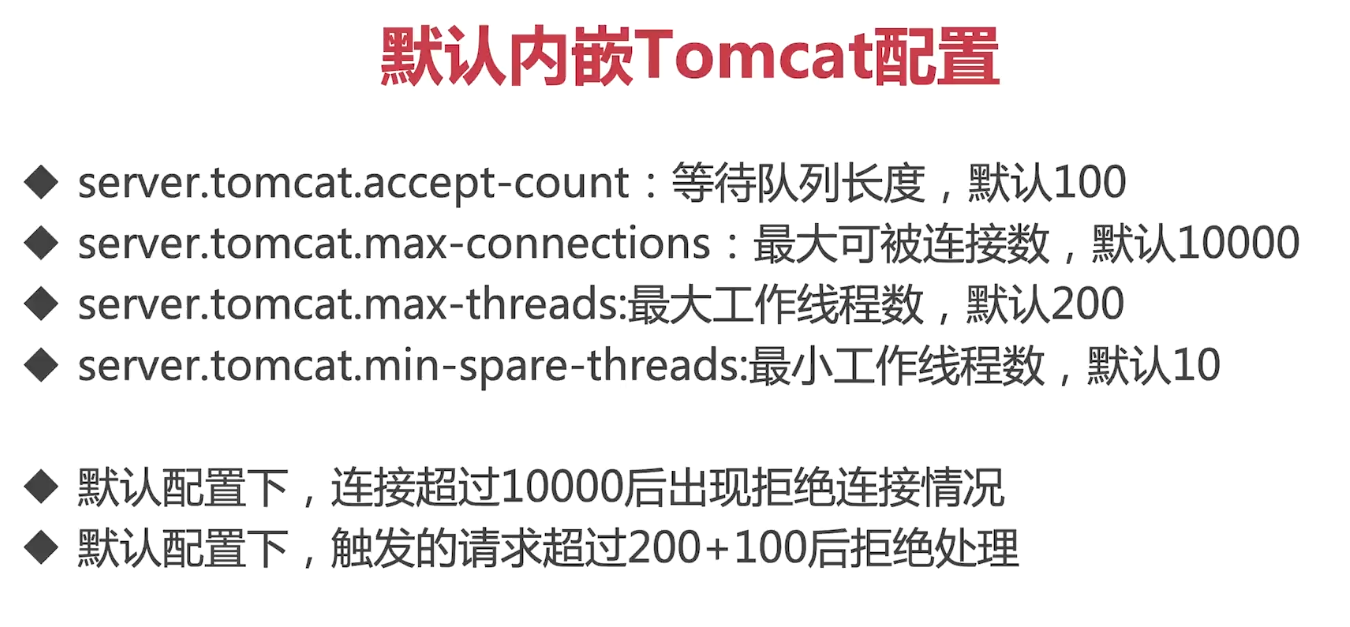 默认内嵌Tomcat配置
◆ server.tomcat.accept-count：等待队列长度，默认100
◆ server.tomcat.max-connections：最大可被连接数，默认10000
◆ server.tomcat.max-threads:最大工作线程数，默认200
◆ server.tomcat.min-spare-threads:最小工作线程数，默认10
◆ 默认配置下，连接超过10000后出现拒绝连接情况
◆ 默认配置下，触发的请求超过200+100后拒绝处理